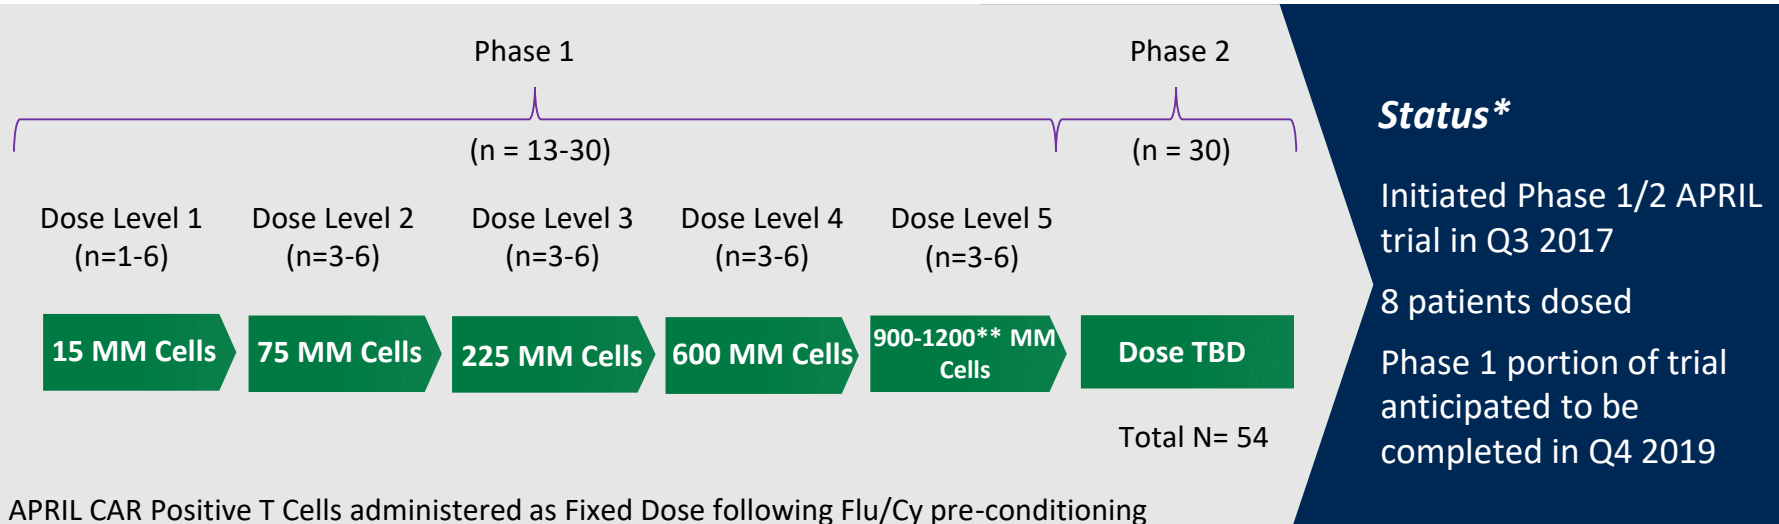 Phase 1
Phase 2
(n = 13-30)
(n = 30)
Dose Level 1
(n=1-6)
Dose Level 2
(n=3-6)
Dose Level 3
(n=3-6)
Dose Level 4
(n=3-6)
Dose Level 5
(n=3-6)
15 MM Cells
75 MM Cells
225 MM Cells
600 MM Cells
900-1200** MM
Cells
Dose TBD
Total N= 54
APRIL CAR Positive T Cells administered as Fixed Dose following Flu/Cy pre-conditioning
Status*
Initiated Phase 1/2 APRIL
trial in Q3 2017
8 patients dosed
Phase 1 portion of trial
anticipated to be
completed in Q4 2019